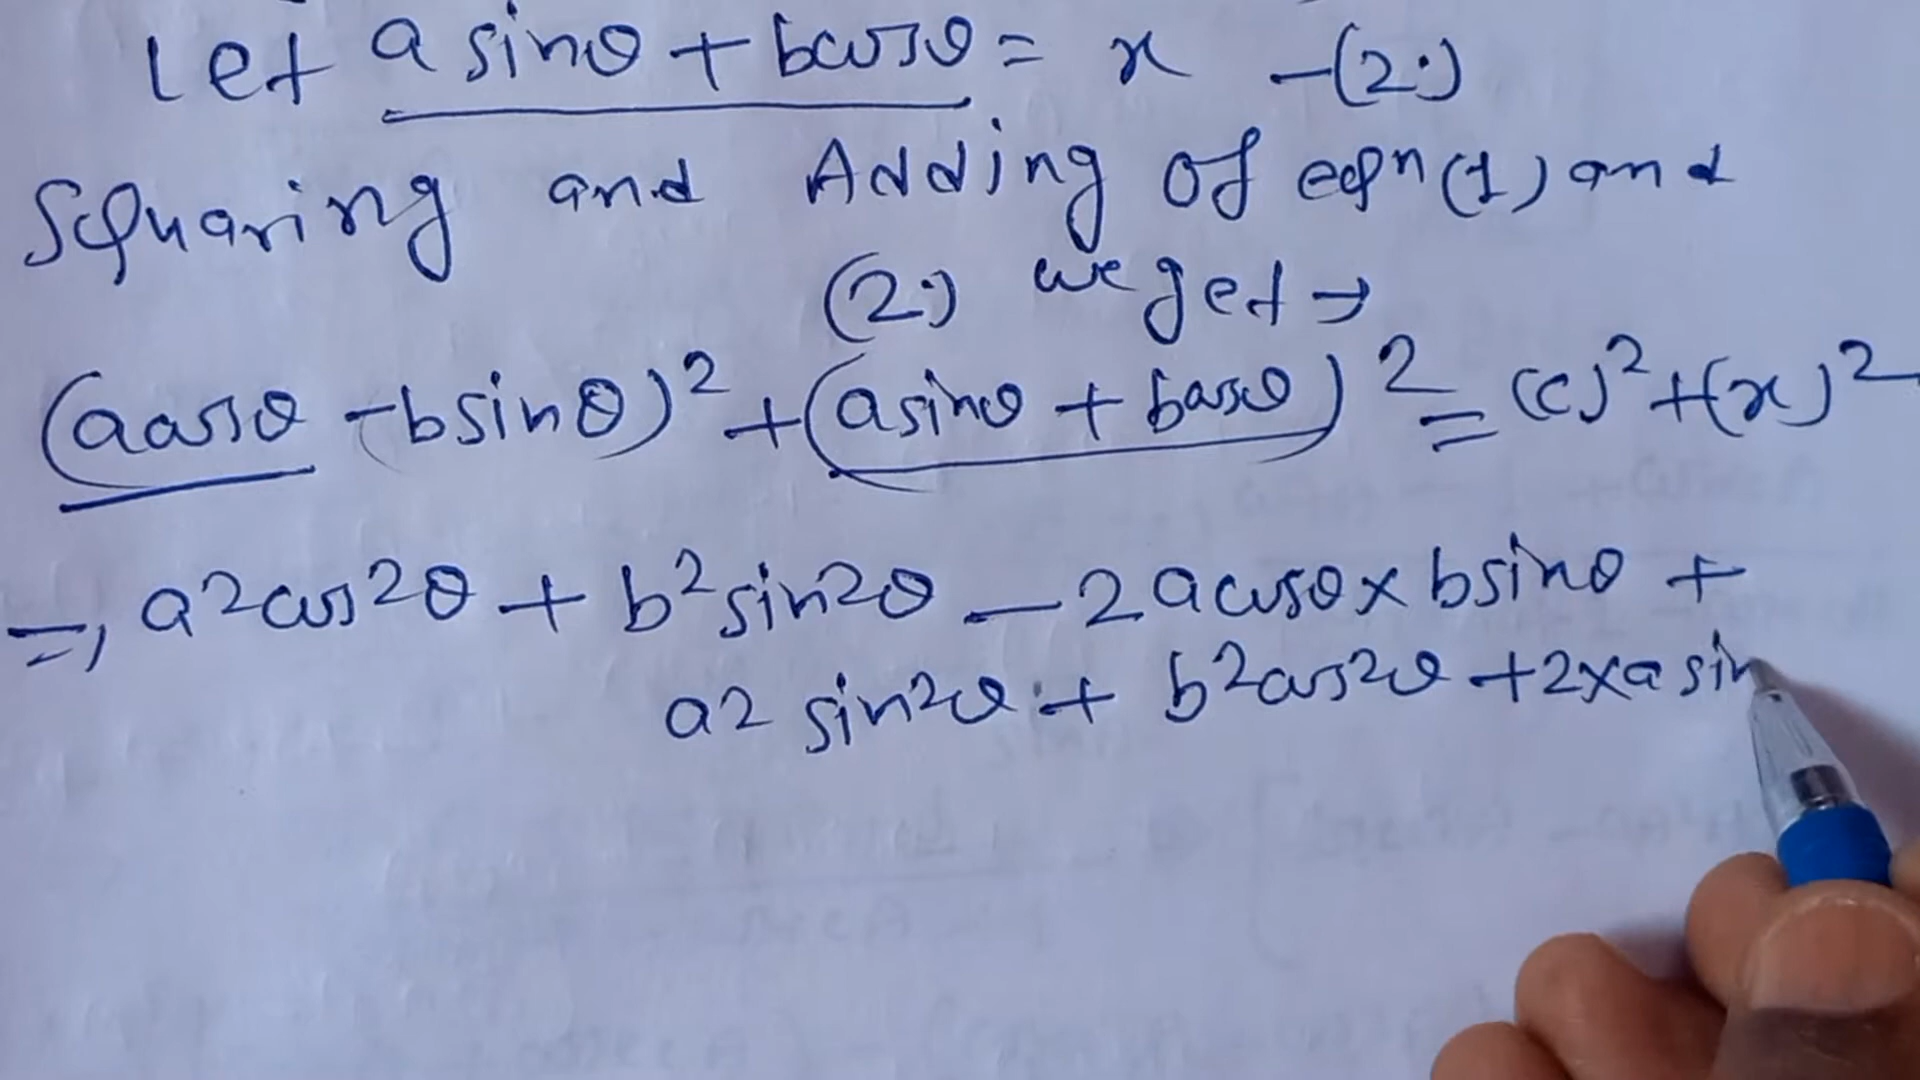 Let a sinθ + bcosθ = x -(2.)
Squaring and Adding of eqn (1) and
(2.) we get →
(acosθ - bsinθ)² + (asinθ + bcosθ)² = (c)² + (x)²
=, a²cos²θ + b²sin²θ - 2acosθ × bsinθ +
a² sin²θ + b²cos²θ + 2×a sin